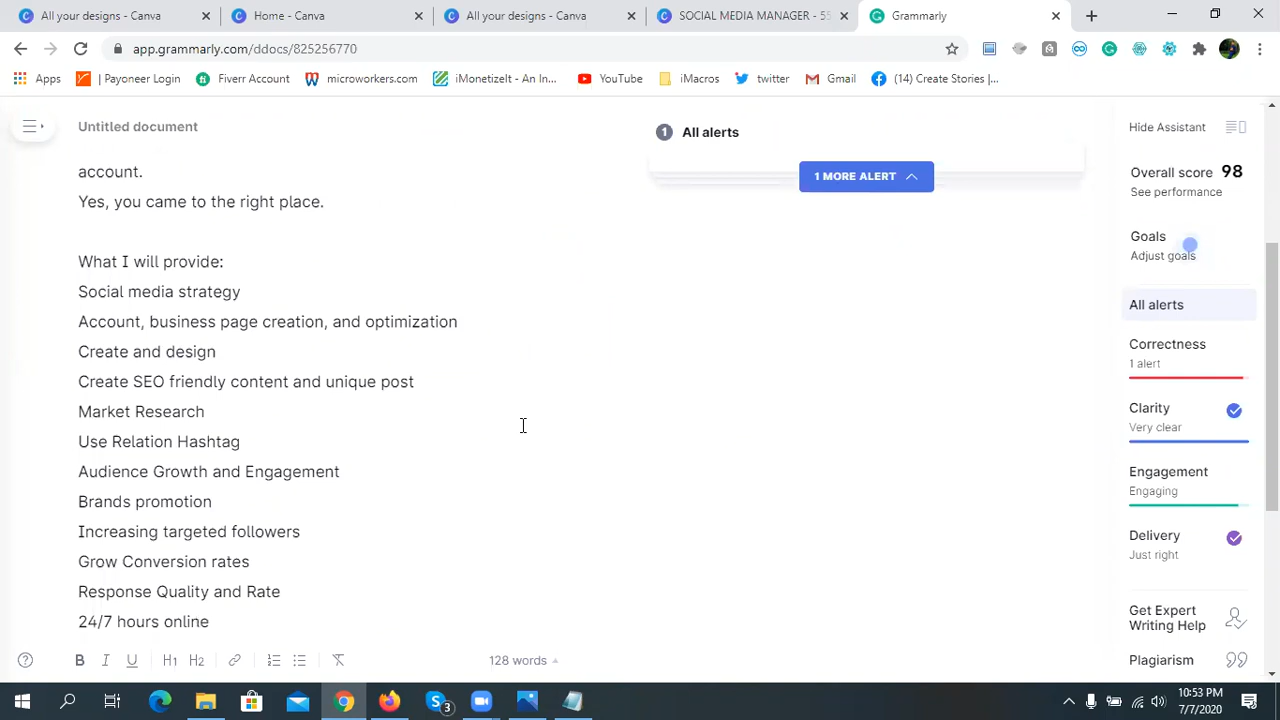 All your designs - Canva
Home - Canva
All your designs - Canva
SOCIAL MEDIA MANAGER - 55
Grammarly
app.grammarly.com/ddocs/825256770
Apps
Payoneer Login
Fiverr Account
microworkers.com
iMonetizeIt - An In...
YouTube
iMacros
twitter
Gmail
(14) Create Stories |...
Untitled document
1 All alerts
Hide Assistant
1 MORE ALERT
account.
Yes, you came to the right place.
What I will provide:
Social media strategy
Account, business page creation, and optimization
Create and design
Create SEO friendly content and unique post
Market Research
Use Relation Hashtag
Audience Growth and Engagement
Brands promotion
Increasing targeted followers
Grow Conversion rates
Response Quality and Rate
24/7 hours online
Overall score 98
See performance
Goals
Adjust goals
All alerts
Correctness
1 alert
Clarity
Very clear
Engagement
Engaging
Delivery
Just right
Get Expert
Writing Help
Plagiarism
B I U H1 H2
128 words
3
10:53 PM
7/7/2020